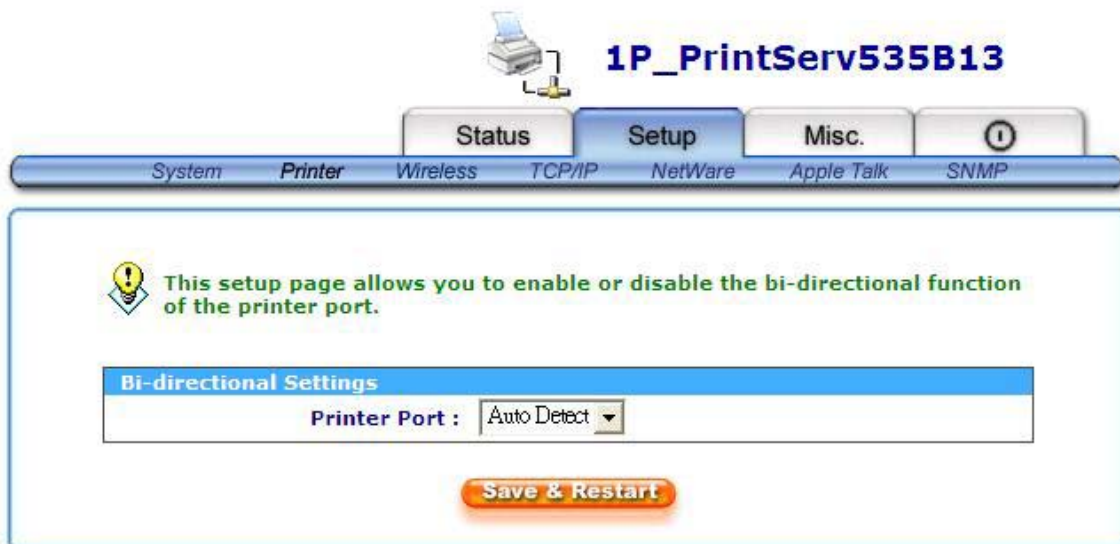 1P_PrintServ535B13
Status Setup Misc.
System Printer Wireless TCP/IP NetWare Apple Talk SNMP
This setup page allows you to enable or disable the bi-directional function
of the printer port.
Bi-directional Settings
Printer Port : Auto Detect
Save & Restart